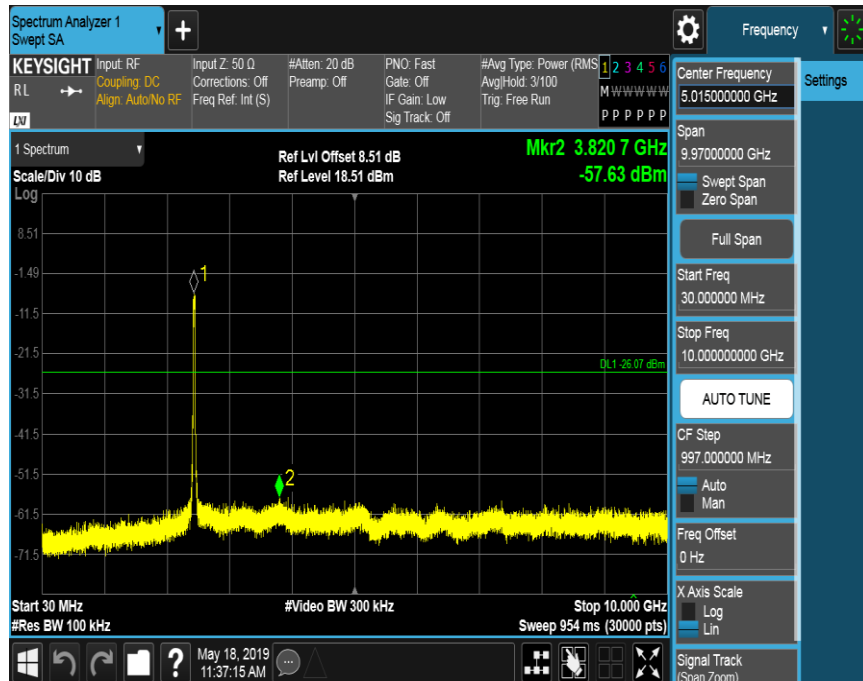 Spectrum Analyzer 1
Swept SA
+
Frequency
KEYSIGHT
RL
LXI
Input: RF
Coupling: DC
Align: Auto/No RF
Input Z: 50 Ω
Corrections: Off
Freq Ref: Int (S)
#Atten: 20 dB
Preamp: Off
PNO: Fast
Gate: Off
IF Gain: Low
Sig Track: Off
#Avg Type: Power (RMS
Avg|Hold: 3/100
Trig: Free Run
1 2 3 4 5 6
M W W W W W
P P P P P P
1 Spectrum
Scale/Div 10 dB
Log
Ref Lvl Offset 8.51 dB
Ref Level 18.51 dBm
Mkr2 3.820 7 GHz
-57.63 dBm
8.51
-1.49
-11.5
-21.5
-31.5
-41.5
-51.5
-61.5
-71.5
1
2
DL1 -26.07 dBm
Start 30 MHz
#Res BW 100 kHz
#Video BW 300 kHz
Stop 10.000 GHz
Sweep 954 ms (30000 pts)
?
May 18, 2019
11:37:15 AM
Center Frequency
5.015000000 GHz
Span
9.97000000 GHz
Swept Span
Zero Span
Full Span
Start Freq
30.000000 MHz
Stop Freq
10.000000000 GHz
AUTO TUNE
CF Step
997.000000 MHz
Auto
Man
Freq Offset
0 Hz
X Axis Scale
Log
Lin
Signal Track
(Span Zoom)
Settings